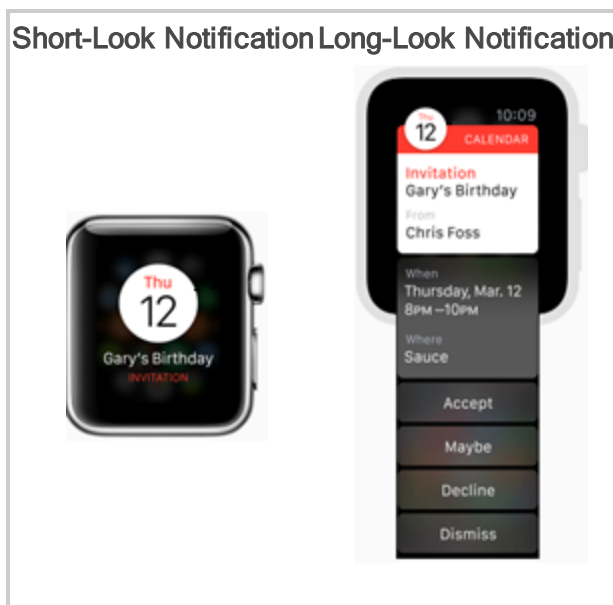 Short-Look Notification Long-Look Notification
Thu
12
Gary's Birthday
INVITATION
10:09
Thu
12
CALENDAR
Invitation
Gary's Birthday
From
Chris Foss
When
Thursday, Mar. 12
8PM –10PM
Where
Sauce
Accept
Maybe
Decline
Dismiss